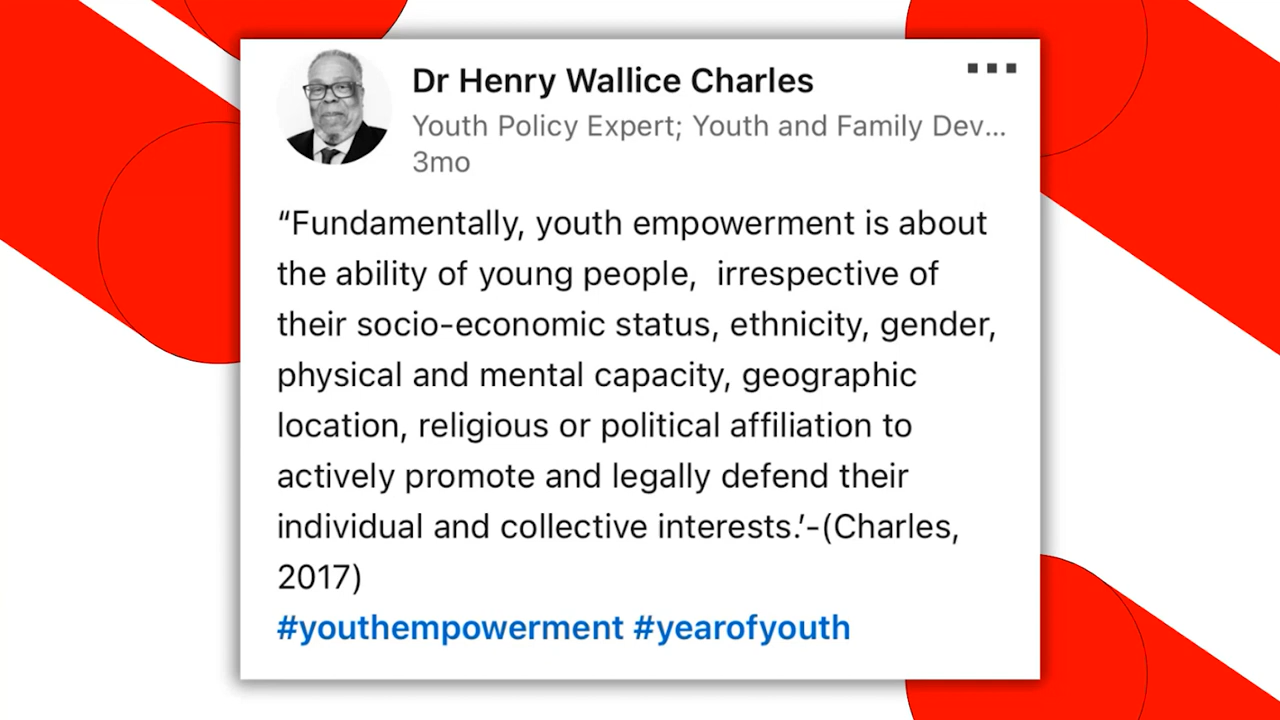 Dr Henry Wallice Charles
Youth Policy Expert; Youth and Family Dev...
3mo
“Fundamentally, youth empowerment is about
the ability of young people,  irrespective of
their socio-economic status, ethnicity, gender,
physical and mental capacity, geographic
location, religious or political affiliation to
actively promote and legally defend their
individual and collective interests.’-(Charles,
2017)
#youthempowerment #yearofyouth